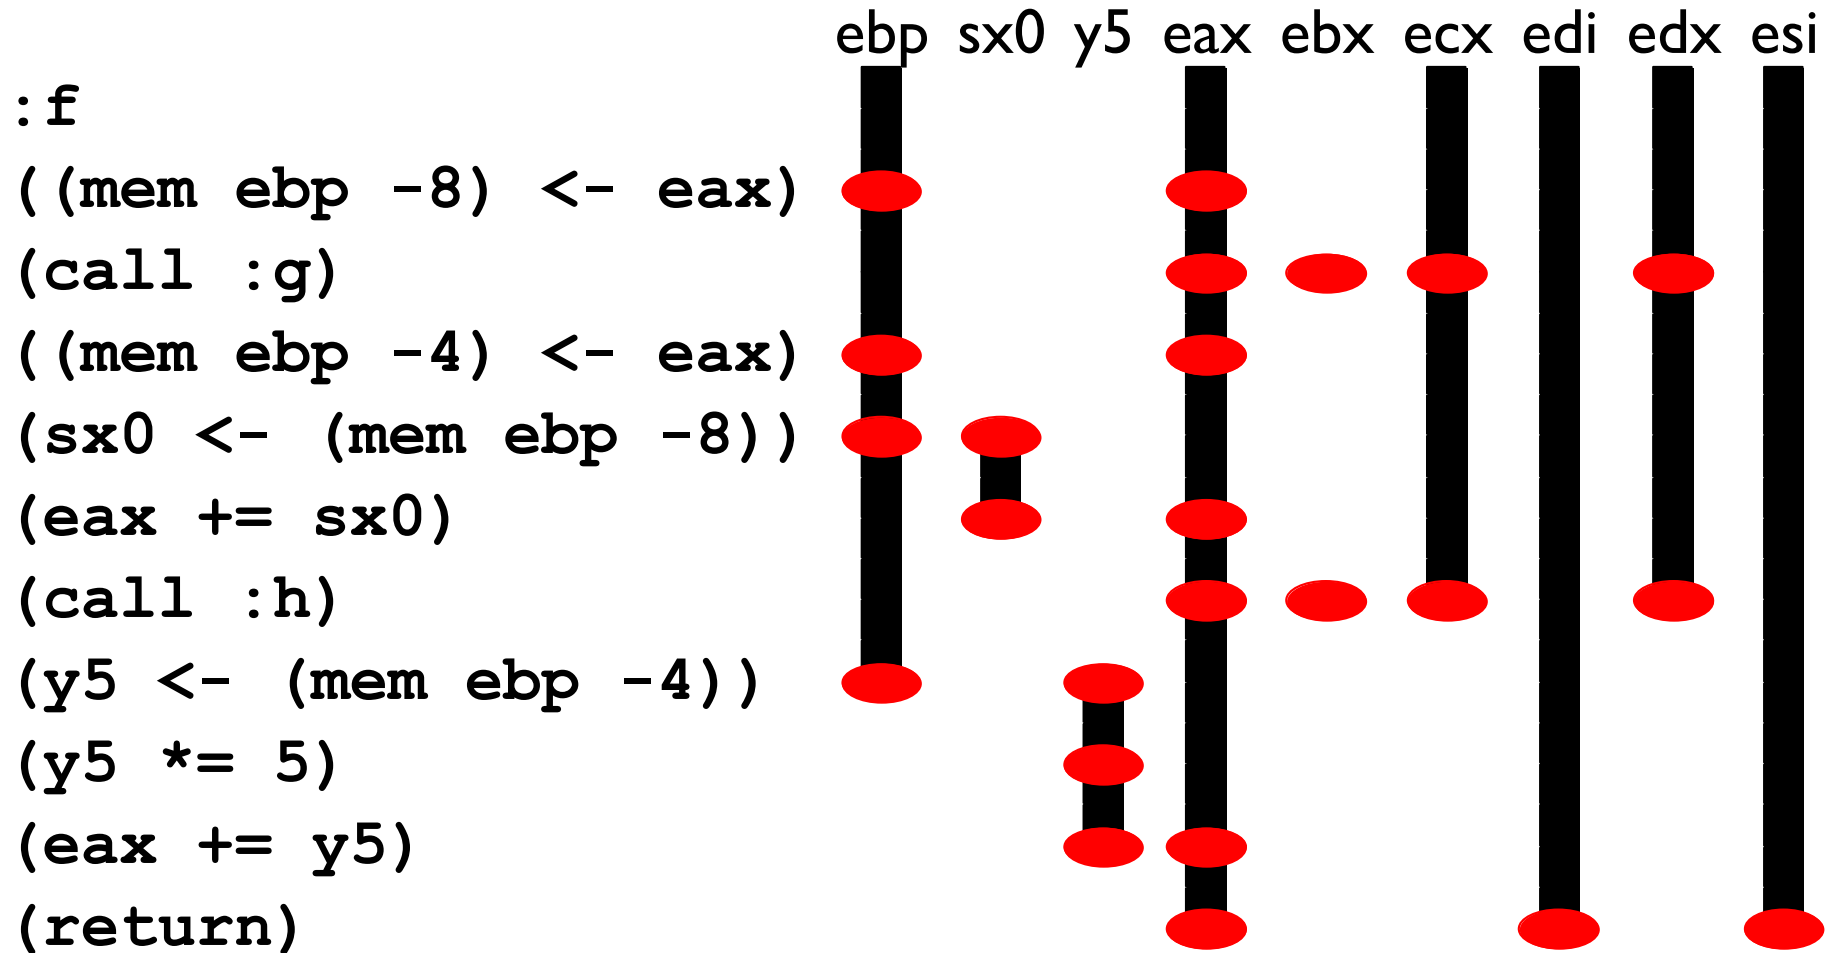 ebp sx0 y5 eax ebx ecx edi edx esi
:f
((mem ebp -8) <- eax)
(call :g)
((mem ebp -4) <- eax)
(sx0 <- (mem ebp -8))
(eax += sx0)
(call :h)
(y5 <- (mem ebp -4))
(y5 *= 5)
(eax += y5)
(return)